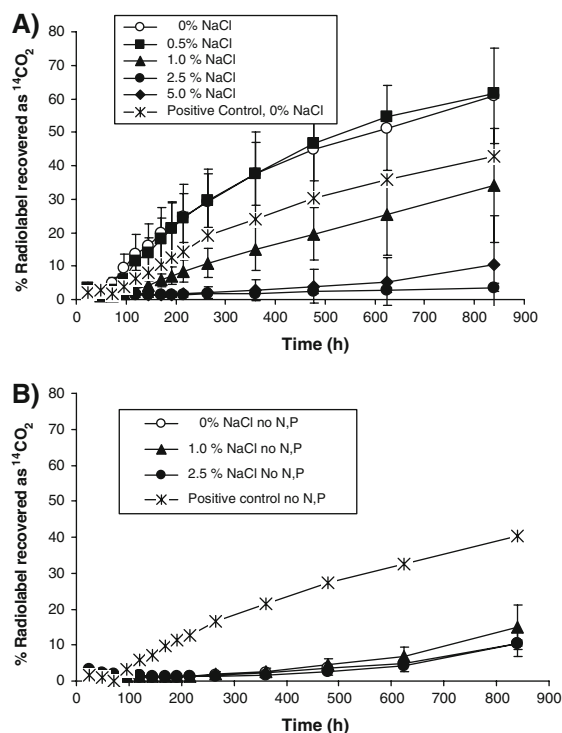 A)
% Radiolabel recovered as ¹⁴CO₂
80
70
60
50
40
30
20
10
0
0% NaCl
0.5% NaCl
1.0 % NaCl
2.5 % NaCl
5.0 % NaCl
Positive Control, 0% NaCl
0 100 200 300 400 500 600 700 800 900
Time (h)
B)
% Radiolabel recovered as ¹⁴CO₂
80
70
60
50
40
30
20
10
0
0% NaCl no N,P
1.0 % NaCl no N,P
2.5 % NaCl No N,P
Positive control no N,P
0 100 200 300 400 500 600 700 800 900
Time (h)